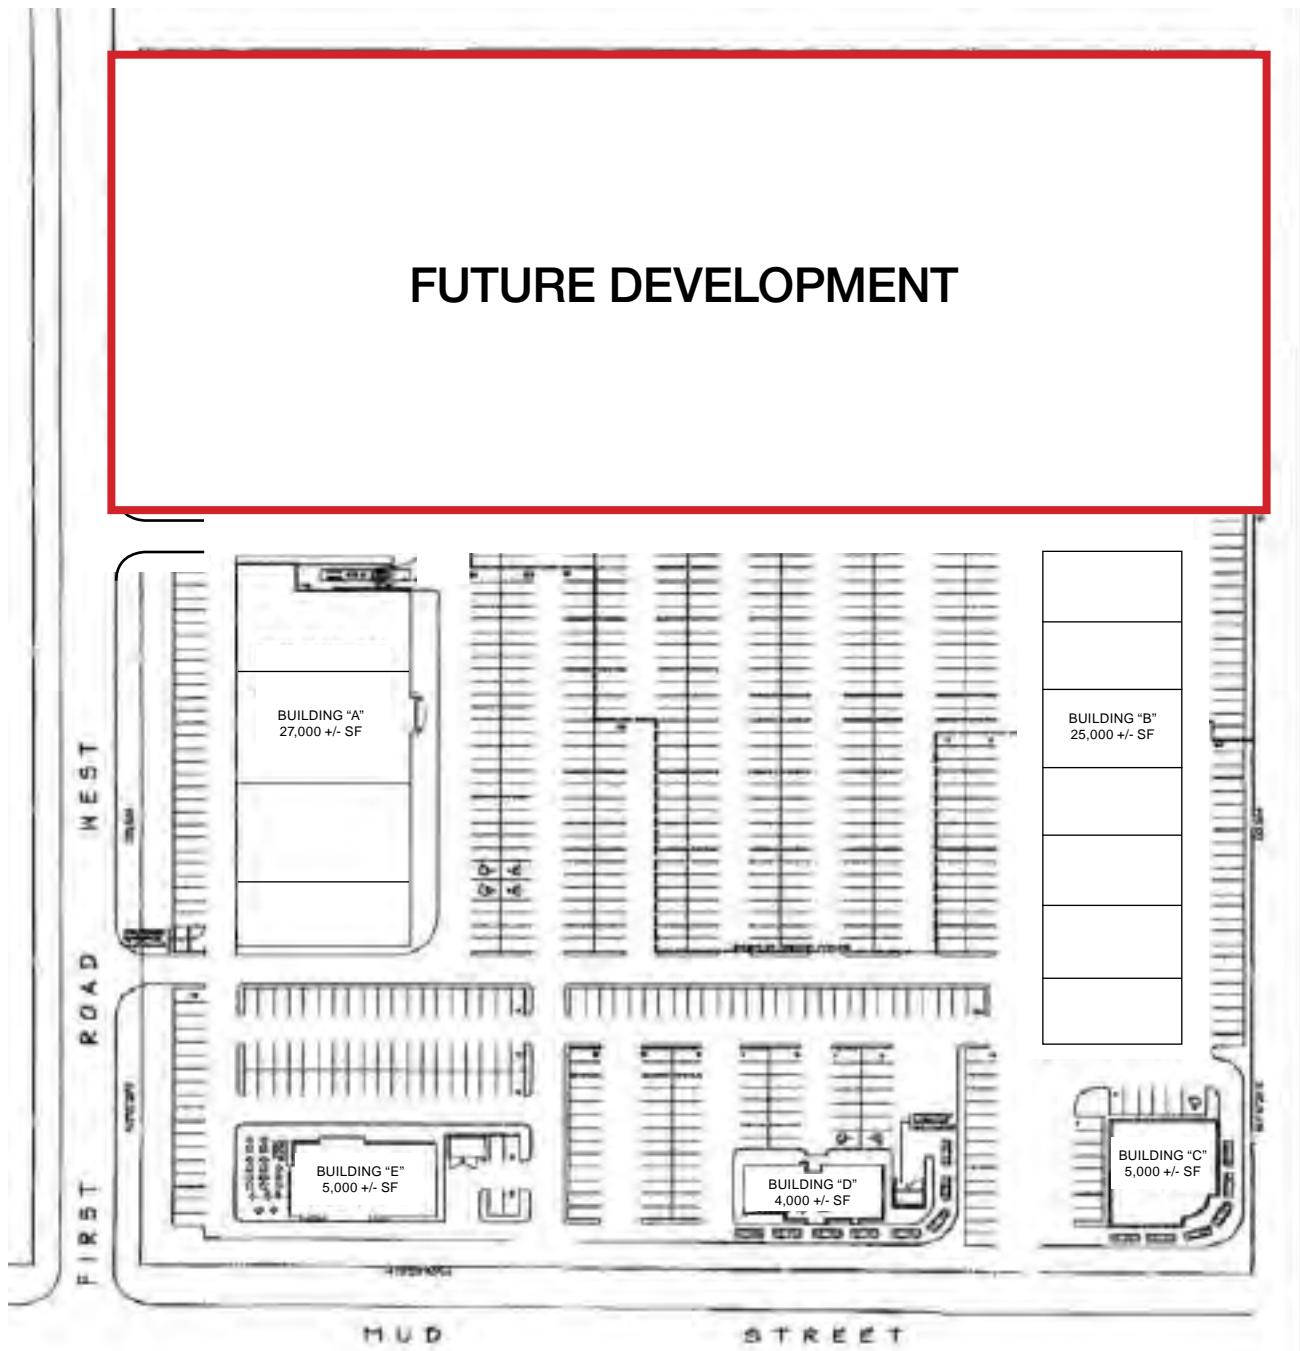 FUTURE DEVELOPMENT
BUILDING “A”
27,000 +/- SF
BUILDING “B”
25,000 +/- SF
FIRST ROAD WEST
BUILDING “E”
5,000 +/- SF
BUILDING “D”
4,000 +/- SF
BUILDING “C”
5,000 +/- SF
MUD STREET